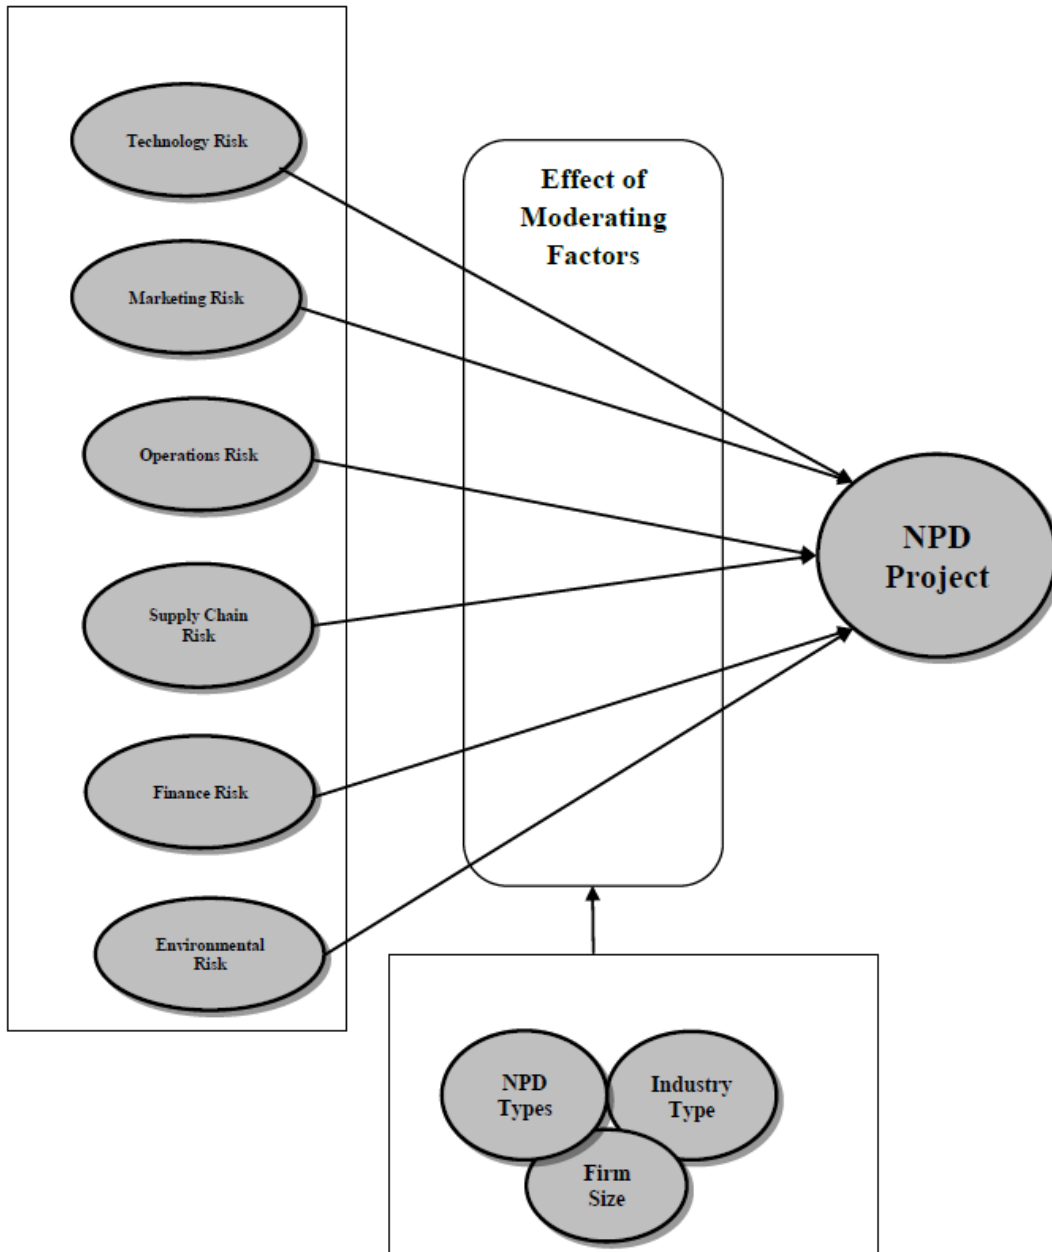 Technology Risk
Marketing Risk
Operations Risk
Supply Chain
Risk
Finance Risk
Environmental
Risk
Effect of
Moderating
Factors
NPD
Project
NPD
Types
Industry
Type
Firm
Size